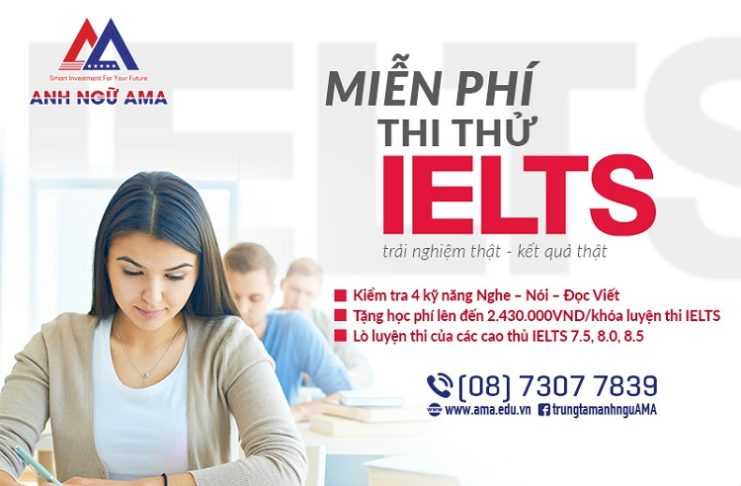 Smart Investment For Your Future
ANH NGỮ AMA
MIỄN PHÍ
THI THỬ
IELTS
trải nghiệm thật - kết quả thật
Kiểm tra 4 kỹ năng Nghe – Nói – Đọc Viết
Tặng học phí lên đến 2.430.000VND/khóa luyện thi IELTS
Lò luyện thi của các cao thủ IELTS 7.5, 8.0, 8.5
(08) 7307 7839
www.ama.edu.vn trungtamanhnguAMA
IELTS